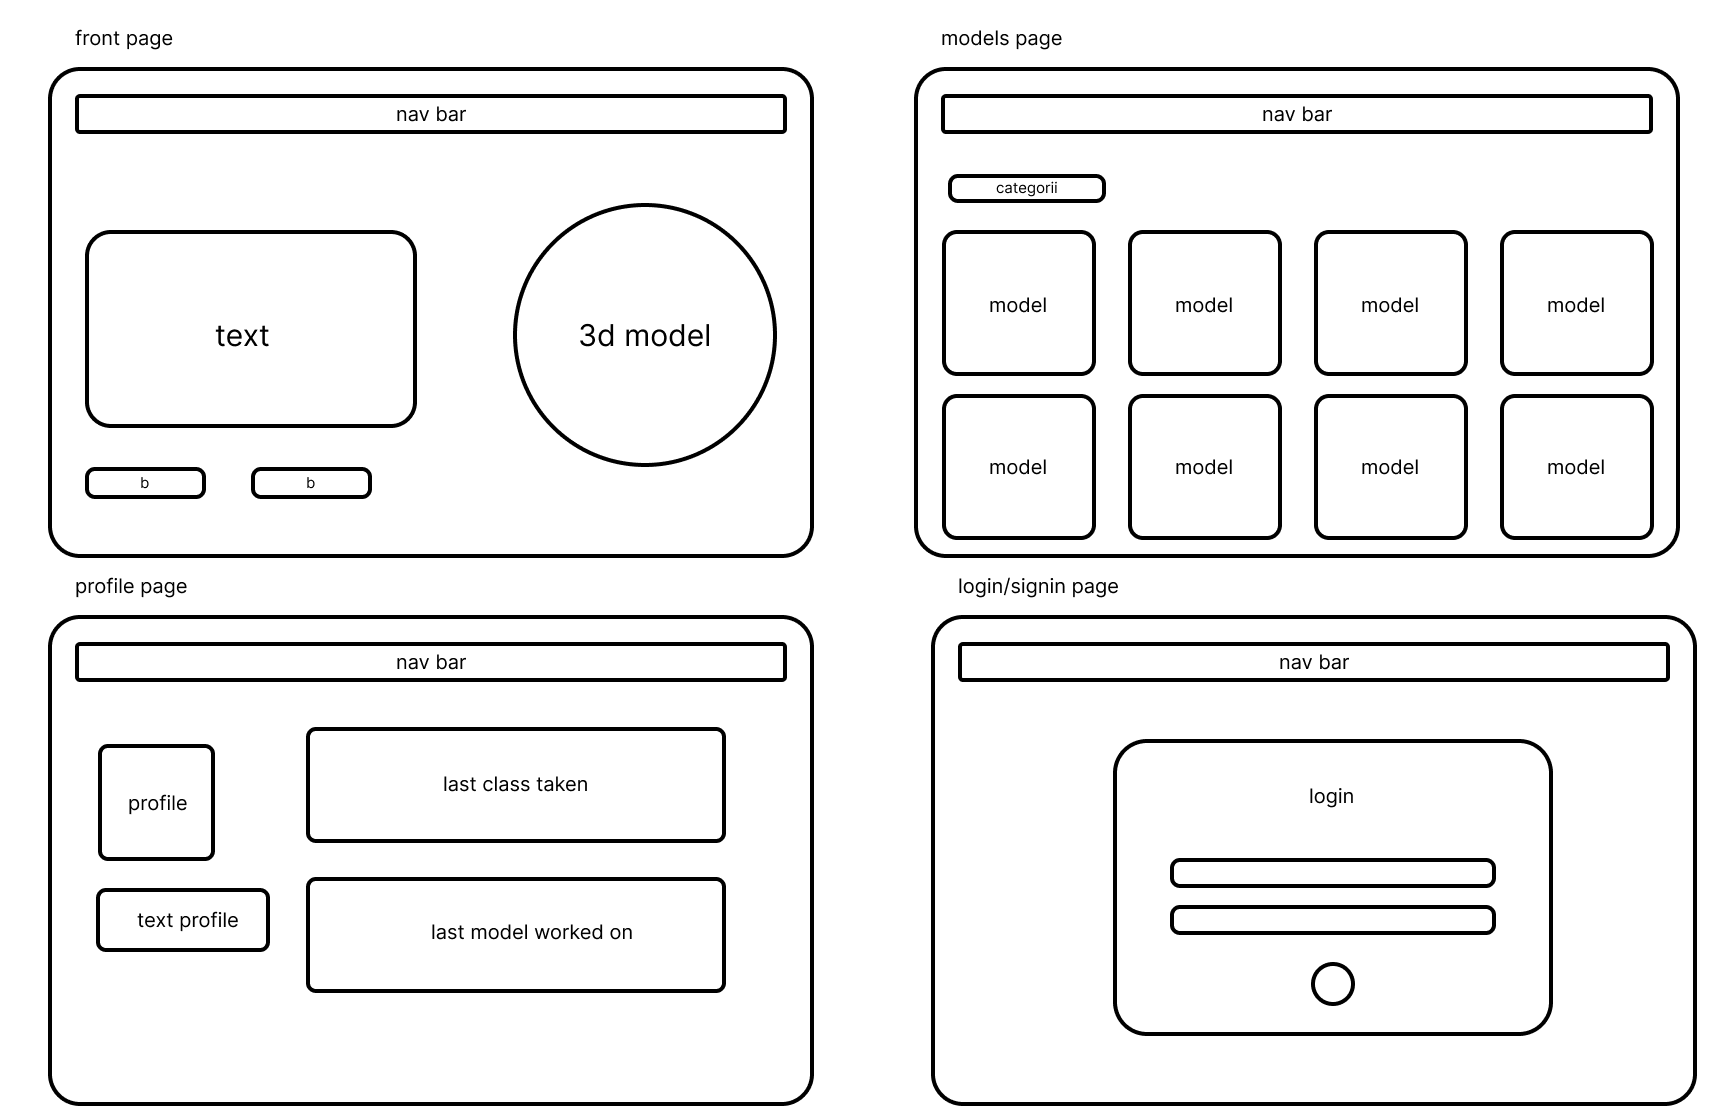 front page
nav bar
text
3d model
b
b
models page
nav bar
categorii
model
model
model
model
model
model
model
model
profile page
nav bar
profile
last class taken
text profile
last model worked on
login/signin page
nav bar
login